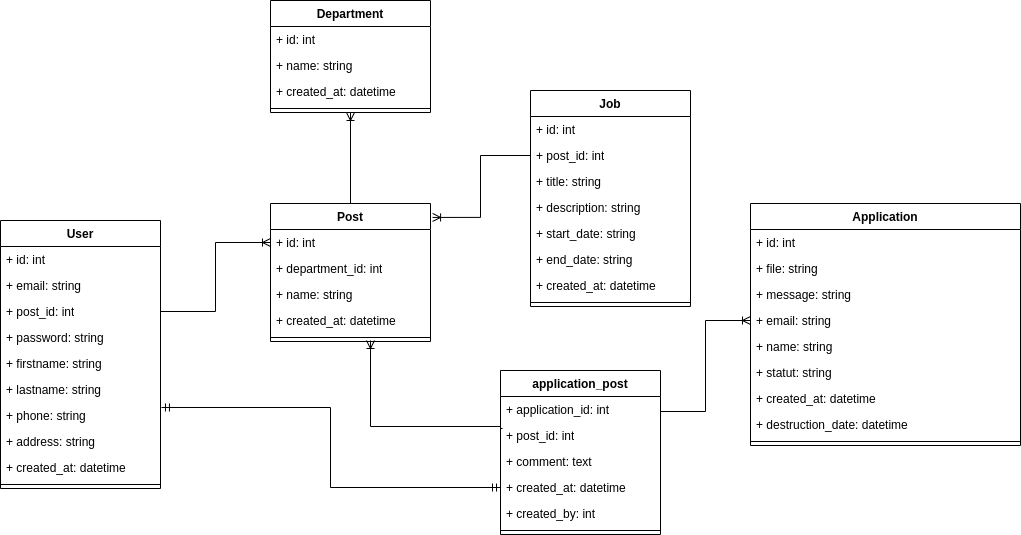 Department
+ id: int
+ name: string
+ created_at: datetime
Job
+ id: int
+ post_id: int
+ title: string
+ description: string
+ start_date: string
+ end_date: string
+ created_at: datetime
Post
+ id: int
+ department_id: int
+ name: string
+ created_at: datetime
User
+ id: int
+ email: string
+ post_id: int
+ password: string
+ firstname: string
+ lastname: string
+ phone: string
+ address: string
+ created_at: datetime
Application
+ id: int
+ file: string
+ message: string
+ email: string
+ name: string
+ statut: string
+ created_at: datetime
+ destruction_date: datetime
application_post
+ application_id: int
+ post_id: int
+ comment: text
+ created_at: datetime
+ created_by: int